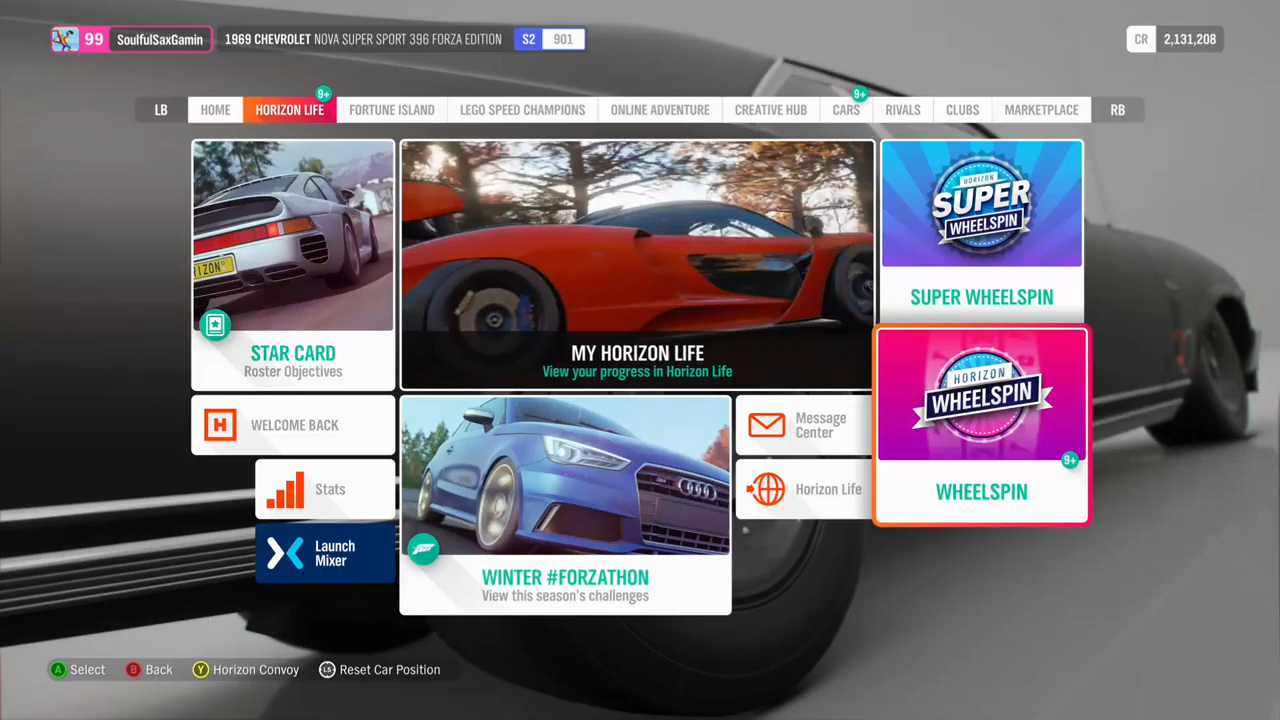 99 SoulfulSaxGamin 1969 CHEVROLET NOVA SUPER SPORT 396 FORZA EDITION S2 901 CR 2,131,208
9+ 9+
LB HOME HORIZON LIFE FORTUNE ISLAND LEGO SPEED CHAMPIONS ONLINE ADVENTURE CREATIVE HUB CARS RIVALS CLUBS MARKETPLACE RB
RIZON°
STAR CARD
Roster Objectives
MY HORIZON LIFE
View your progress in Horizon Life
HORIZON
SUPER
WHEELSPIN
SUPER WHEELSPIN
HORIZON
WHEELSPIN
9+
WHEELSPIN
H WELCOME BACK
Stats
Launch
Mixer
WINTER #FORZATHON
View this season's challenges
Message
Center
Horizon Life
A Select B Back Y Horizon Convoy LS Reset Car Position